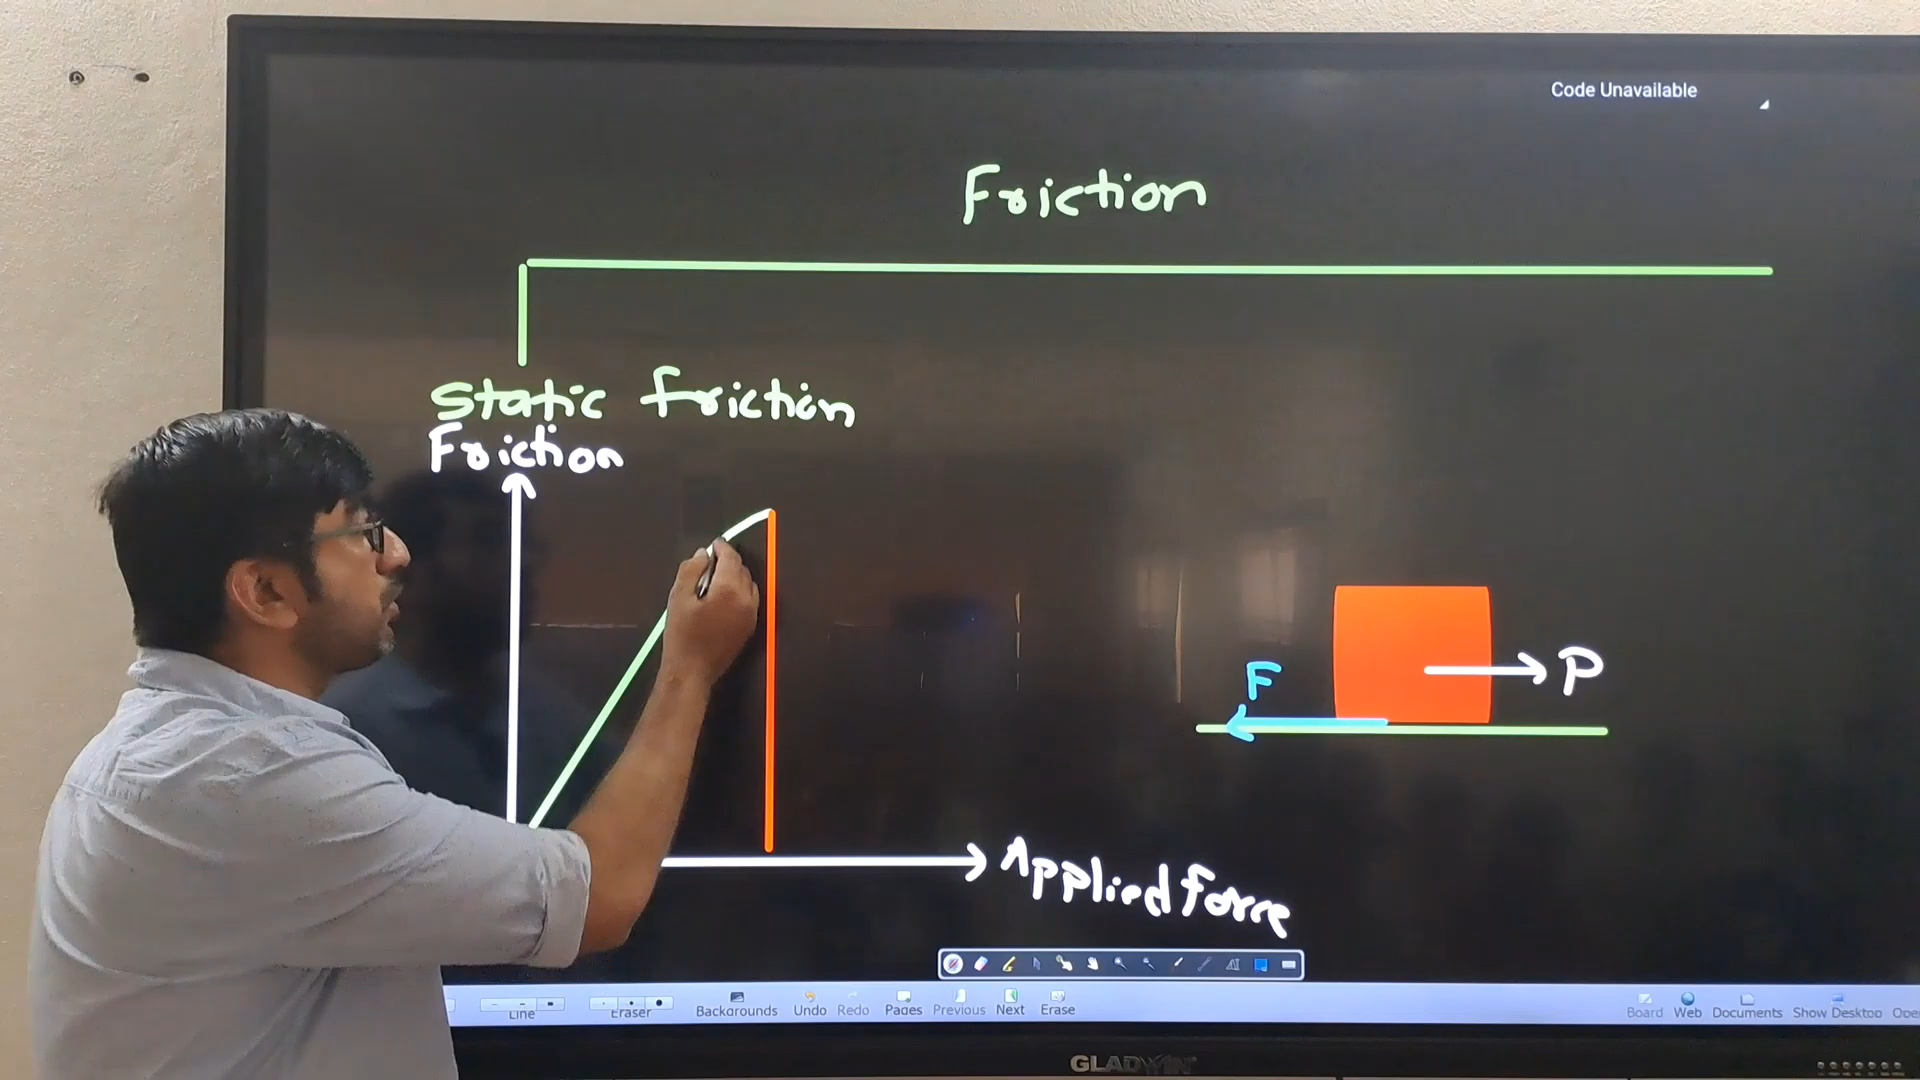 Code Unavailable
Friction
Static friction
Friction
F
P
Applied force
Line
Eraser
Backgrounds
Undo
Redo
Pages
Previous
Next
Erase
Board
Web
Documents
Show Desktop
GLADWIN